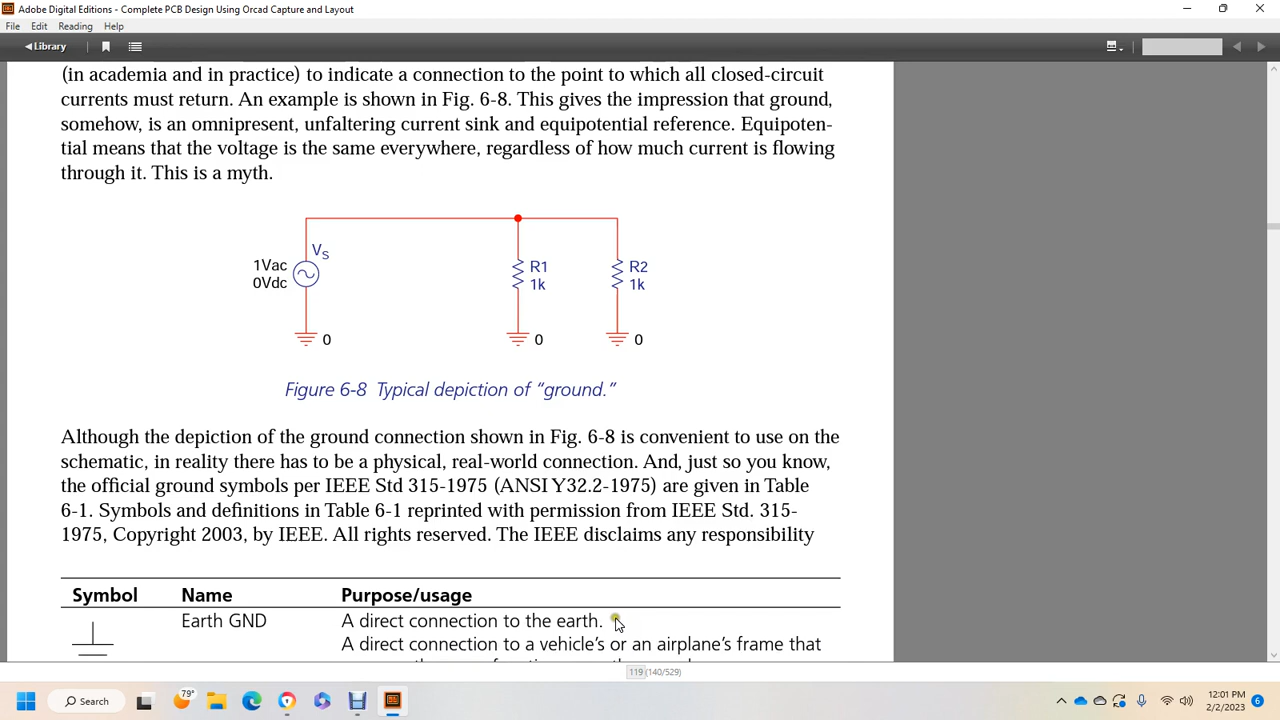 Adobe Digital Editions - Complete PCB Design Using Orcad Capture and Layout
File Edit Reading Help
Library
(in academia and in practice) to indicate a connection to the point to which all closed-circuit
currents must return. An example is shown in Fig. 6-8. This gives the impression that ground,
somehow, is an omnipresent, unfaltering current sink and equipotential reference. Equipoten-
tial means that the voltage is the same everywhere, regardless of how much current is flowing
through it. This is a myth.
VS
1Vac
0Vdc
R1
1k
R2
1k
0
0
0
Figure 6-8 Typical depiction of “ground.”
Although the depiction of the ground connection shown in Fig. 6-8 is convenient to use on the
schematic, in reality there has to be a physical, real-world connection. And, just so you know,
the official ground symbols per IEEE Std 315-1975 (ANSI Y32.2-1975) are given in Table
6-1. Symbols and definitions in Table 6-1 reprinted with permission from IEEE Std. 315-
1975, Copyright 2003, by IEEE. All rights reserved. The IEEE disclaims any responsibility
Symbol Name Purpose/usage
Earth GND A direct connection to the earth.
A direct connection to a vehicle’s or an airplane’s frame that
119 (140/529)
Search
79°
12:01 PM
2/2/2023
6